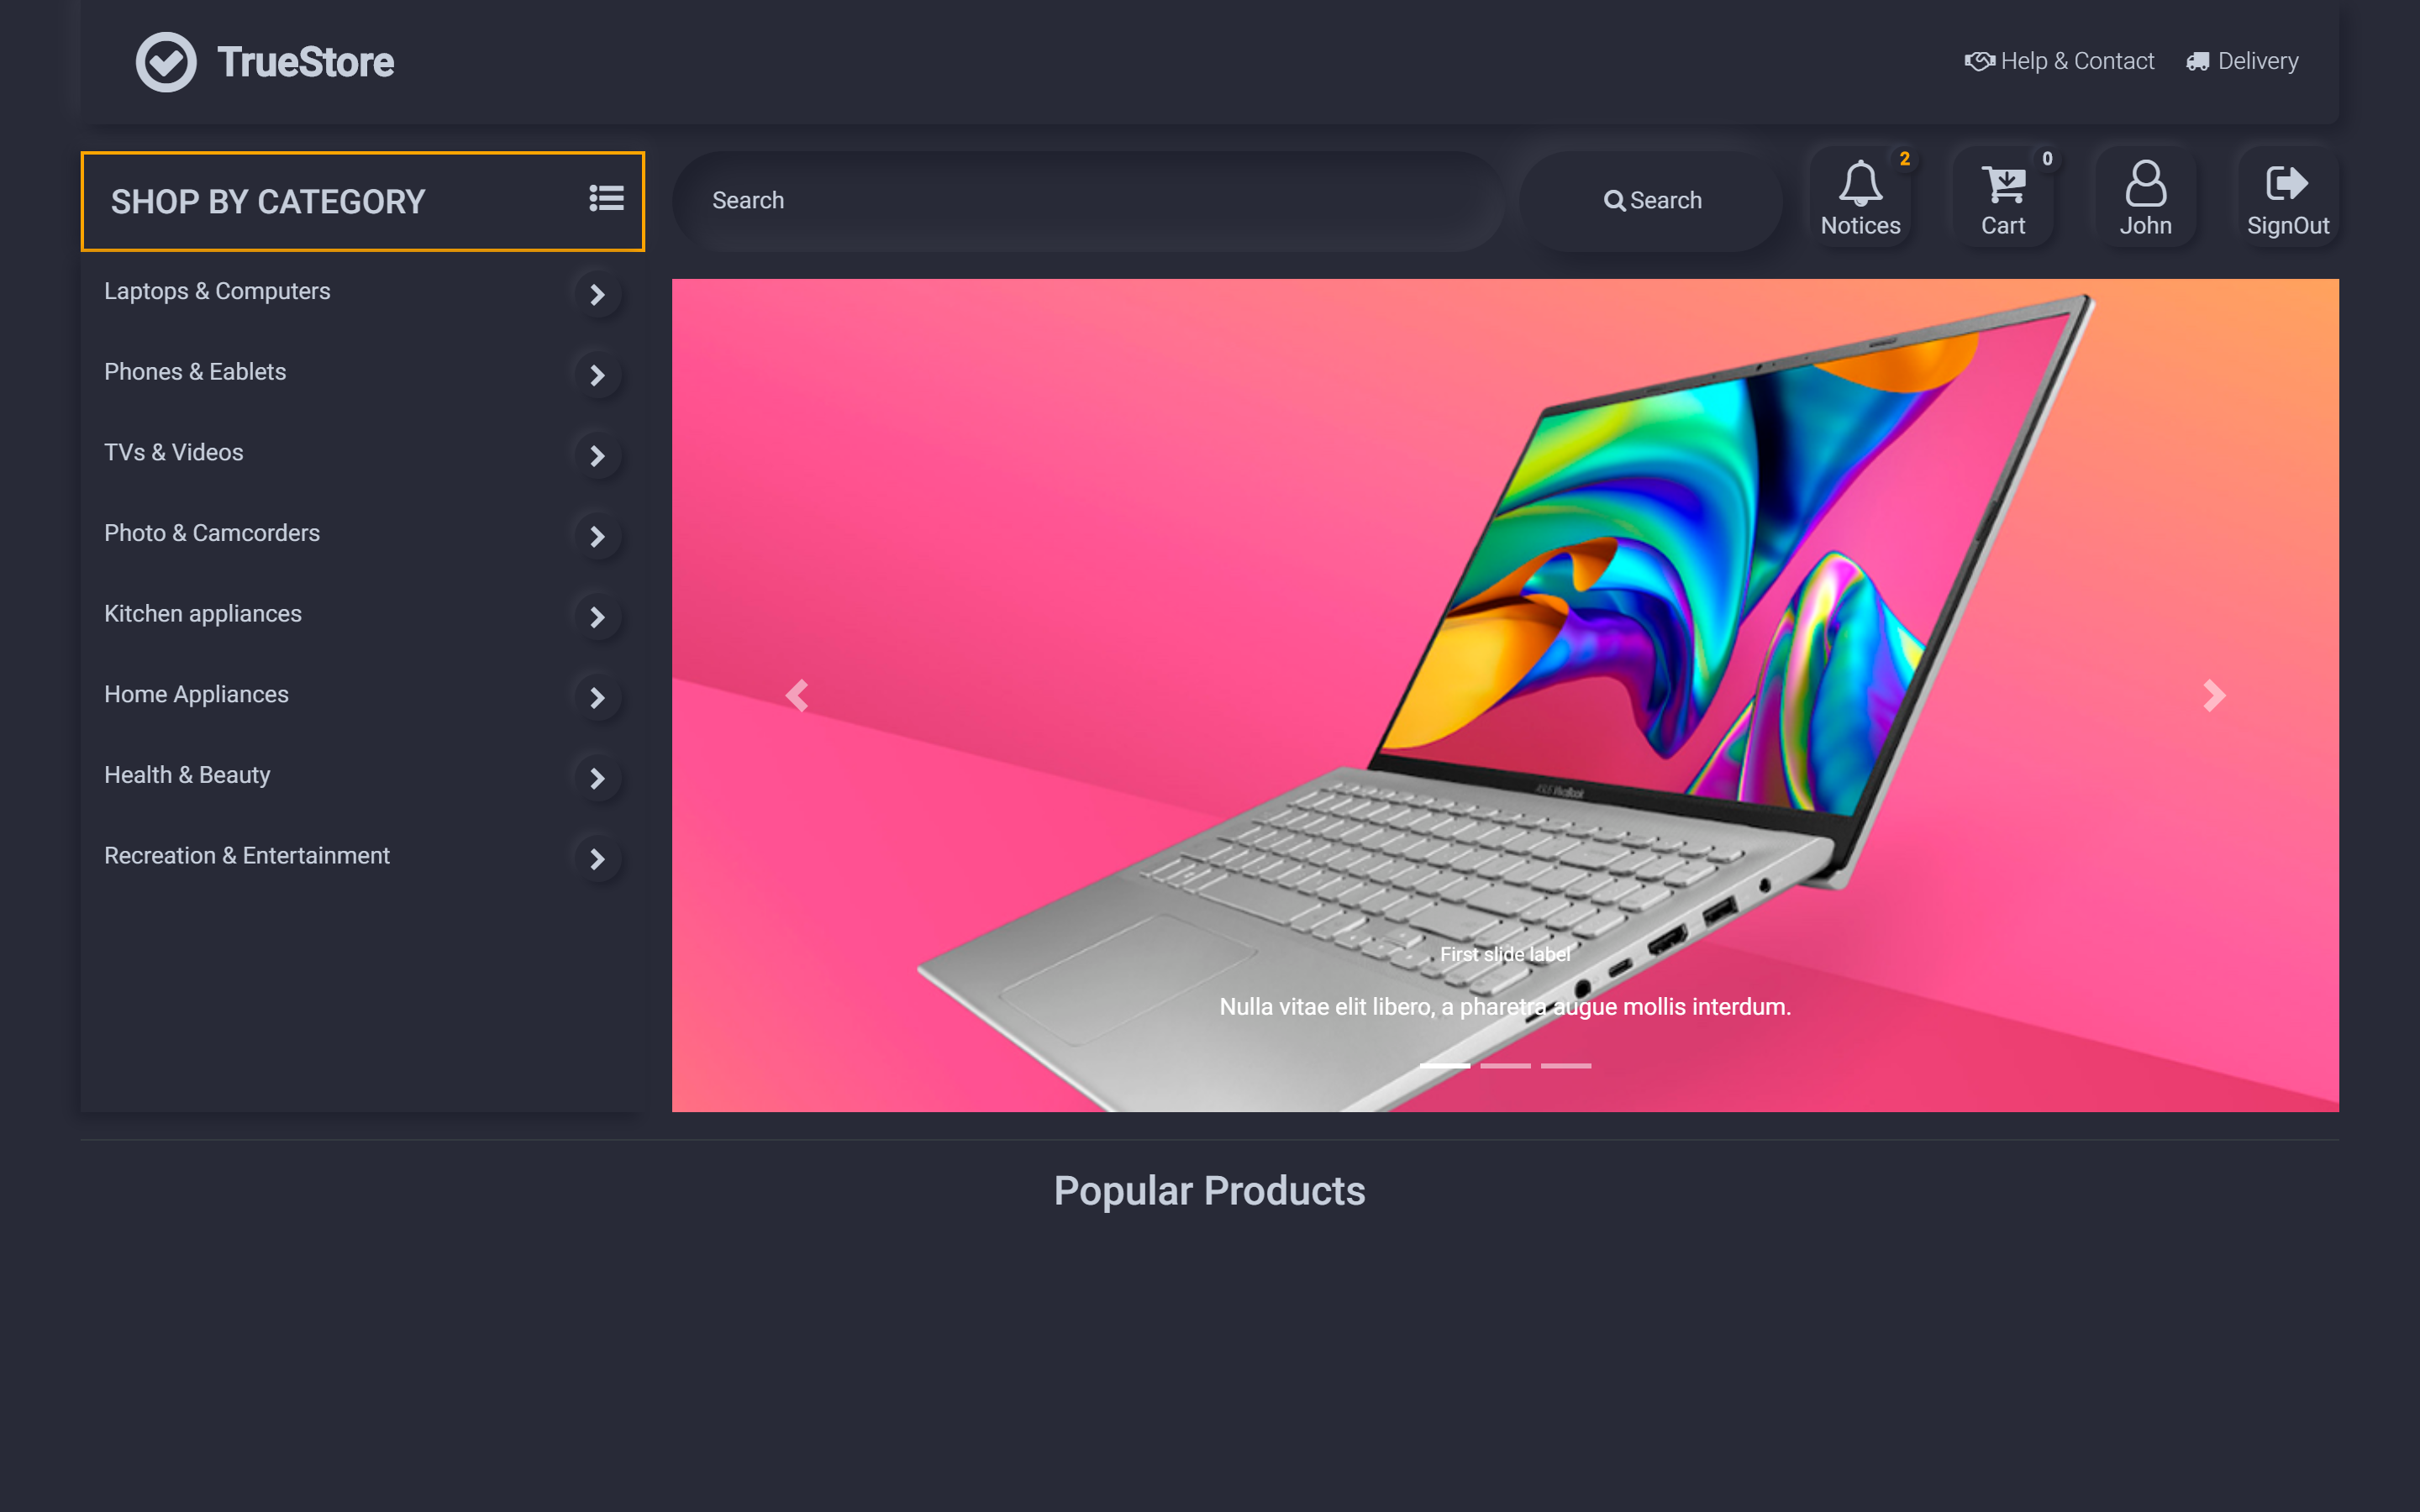 TrueStore
Help & Contact
Delivery
SHOP BY CATEGORY
Search
Search
2
Notices
0
Cart
John
SignOut
Laptops & Computers
Phones & Eablets
TVs & Videos
Photo & Camcorders
Kitchen appliances
Home Appliances
Health & Beauty
Recreation & Entertainment
ASUS VivoBook
First slide label
Nulla vitae elit libero, a pharetra augue mollis interdum.
Popular Products